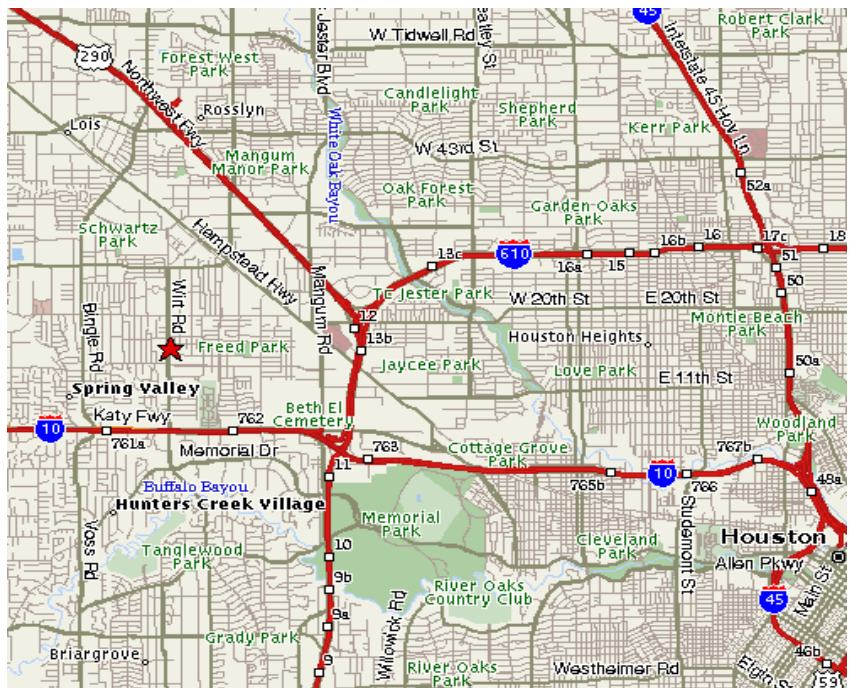 45
Robert Clark
Park
W Tidwell Rd
290
Forest West
Park
Interstate 45 HOV Ln
Northwest Fwy
Rosslyn
Candlelight
Park
Shepherd
Park
Lois
White Oak Bayou
Kerr Park
W 43rd St
Mangum
Manor Park
Oak Forest
Park
52a
Garden Oaks
Park
Schwartz
Park
Hempstead Hwy
13c
610
16a
15
16b
16
17c
51
18
50
Mangum Rd
Tc Jester Park
W 20th St
E 20th St
Bingle Rd
Wirt Rd
12
13b
Montie Beach
Park
Freed Park
Houston Heights
Jaycee Park
Love Park
50a
E 11th St
Spring Valley
Katy Fwy
762
Beth El
Cemetery
Woodland
Park
10
761a
Memorial Dr
763
Cottage Grove
Park
767b
11
765b
10
766
48a
Buffalo Bayou
Hunters Creek Village
Memorial
Park
Studemont St
Houston
Voss Rd
Tanglewood
Park
10
Cleveland
Park
Allen Pkwy
9b
River Oaks
Country Club
45
Main St
9a
Willowick Rd
Grady Park
Briargrove
9
River Oaks
Park
Westheimer Rd
Elgin St
46b
59